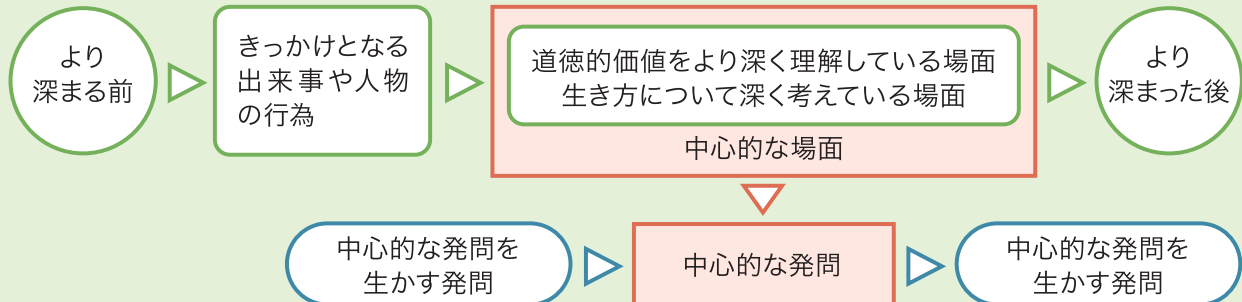 より
深まる前
きっかけとなる
出来事や人物
の行為
道徳的価値をより深く理解している場面
生き方について深く考えている場面
中心的な場面
より
深まった後
中心的な発問を
生かす発問
中心的な発問
中心的な発問を
生かす発問